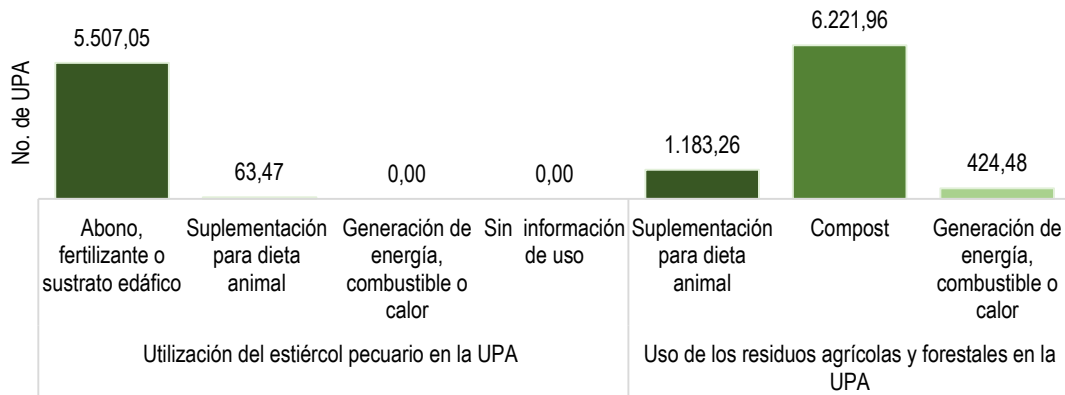 No. de UPA
5.507,05
63,47
0,00
0,00
1.183,26
6.221,96
424,48
Abono,
fertilizante o
sustrato edáfico
Suplementación
para dieta
animal
Generación de
energía,
combustible o
calor
Sin información
de uso
Suplementación
para dieta
animal
Compost
Generación de
energía,
combustible o
calor
Utilización del estiércol pecuario en la UPA
Uso de los residuos agrícolas y forestales en la
UPA